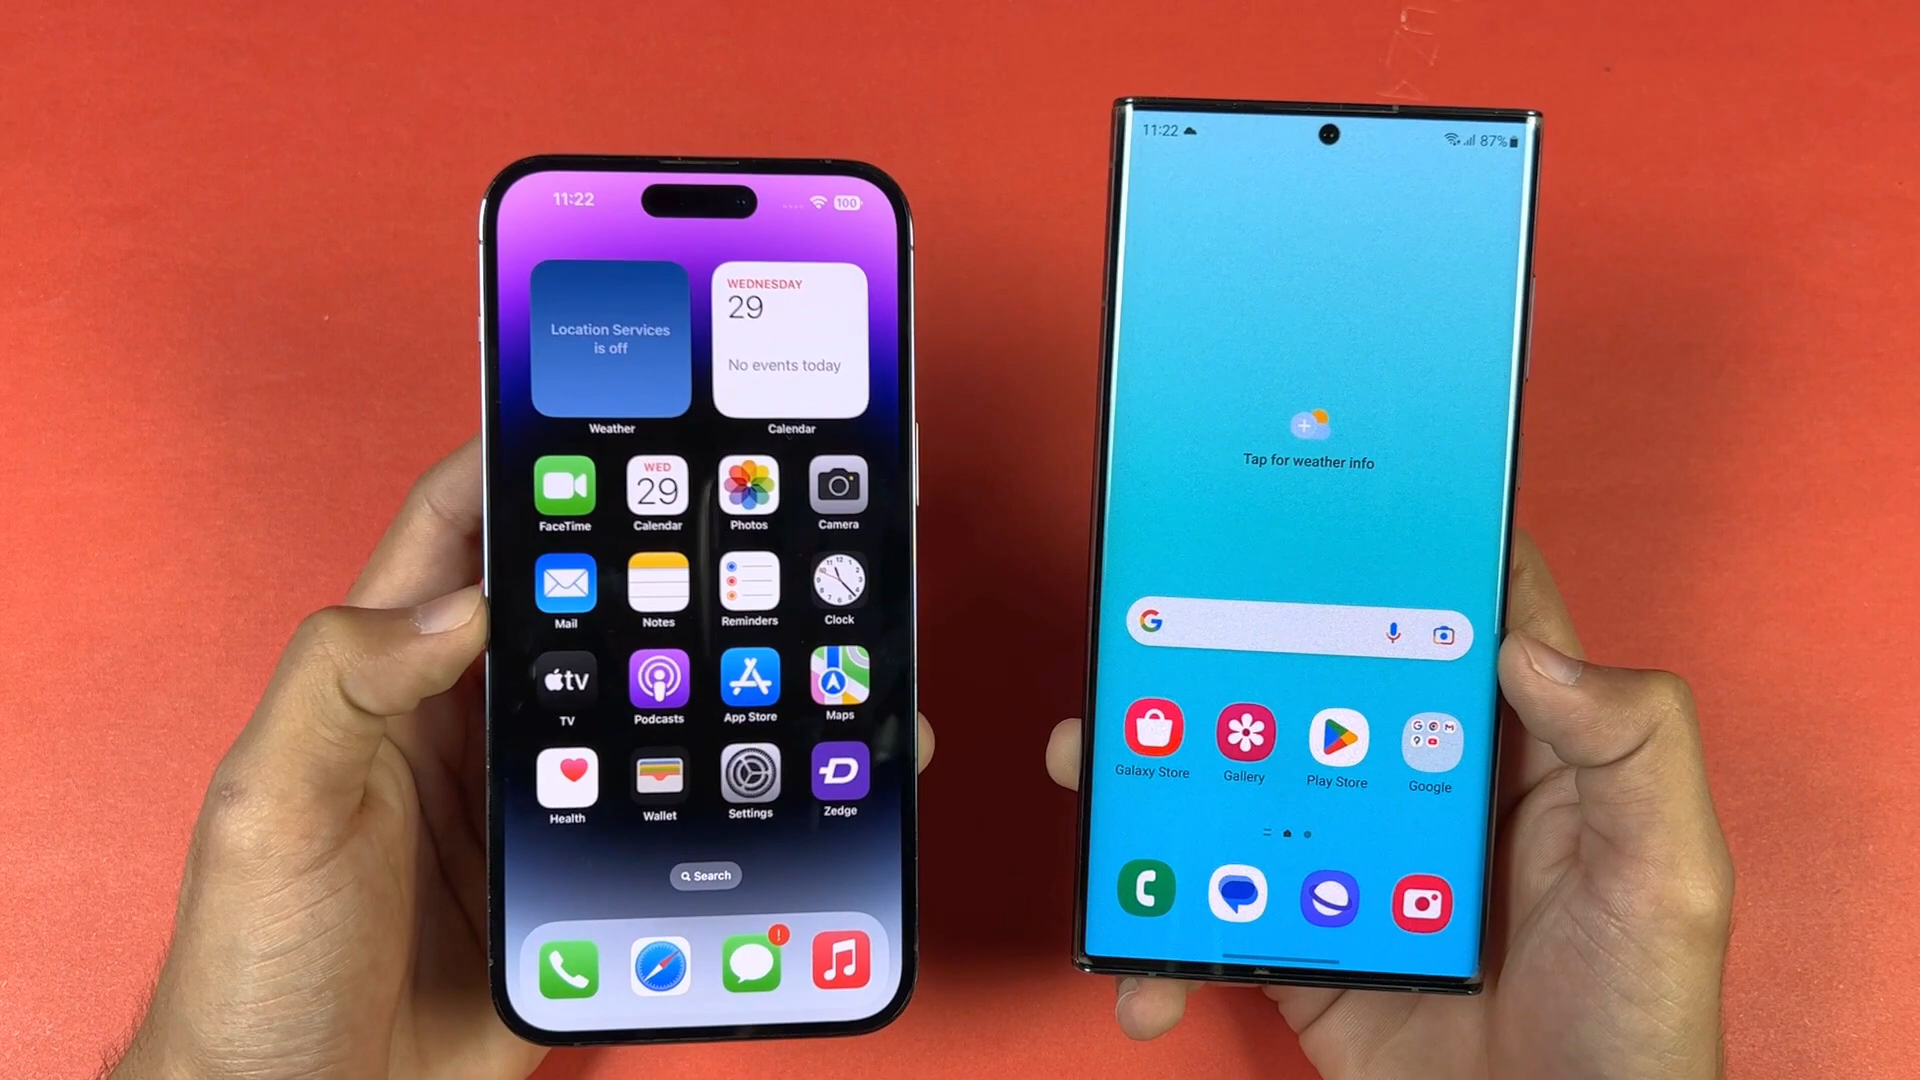 11:22
100
Location Services
is off
Weather
WEDNESDAY
29
No events today
Calendar
FaceTime
WED
29
Calendar
Photos
Camera
Mail
Notes
Reminders
Clock
tv
TV
Podcasts
App Store
Maps
Health
Wallet
Settings
Zedge
Search
11:22
87%
Tap for weather info
Galaxy Store
Gallery
Play Store
Google